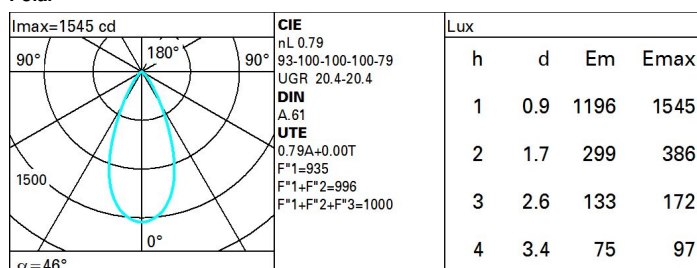 Imax=1545 cd
90°
180°
90°
1500
0°
α=46°
CIE
nL 0.79
93-100-100-100-79
UGR 20.4-20.4
DIN
A.61
UTE
0.79A+0.00T
F"1=935
F"1+F"2=996
F"1+F"2+F"3=1000
Lux
h d Em Emax
1 0.9 1196 1545
2 1.7 299 386
3 2.6 133 172
4 3.4 75 97